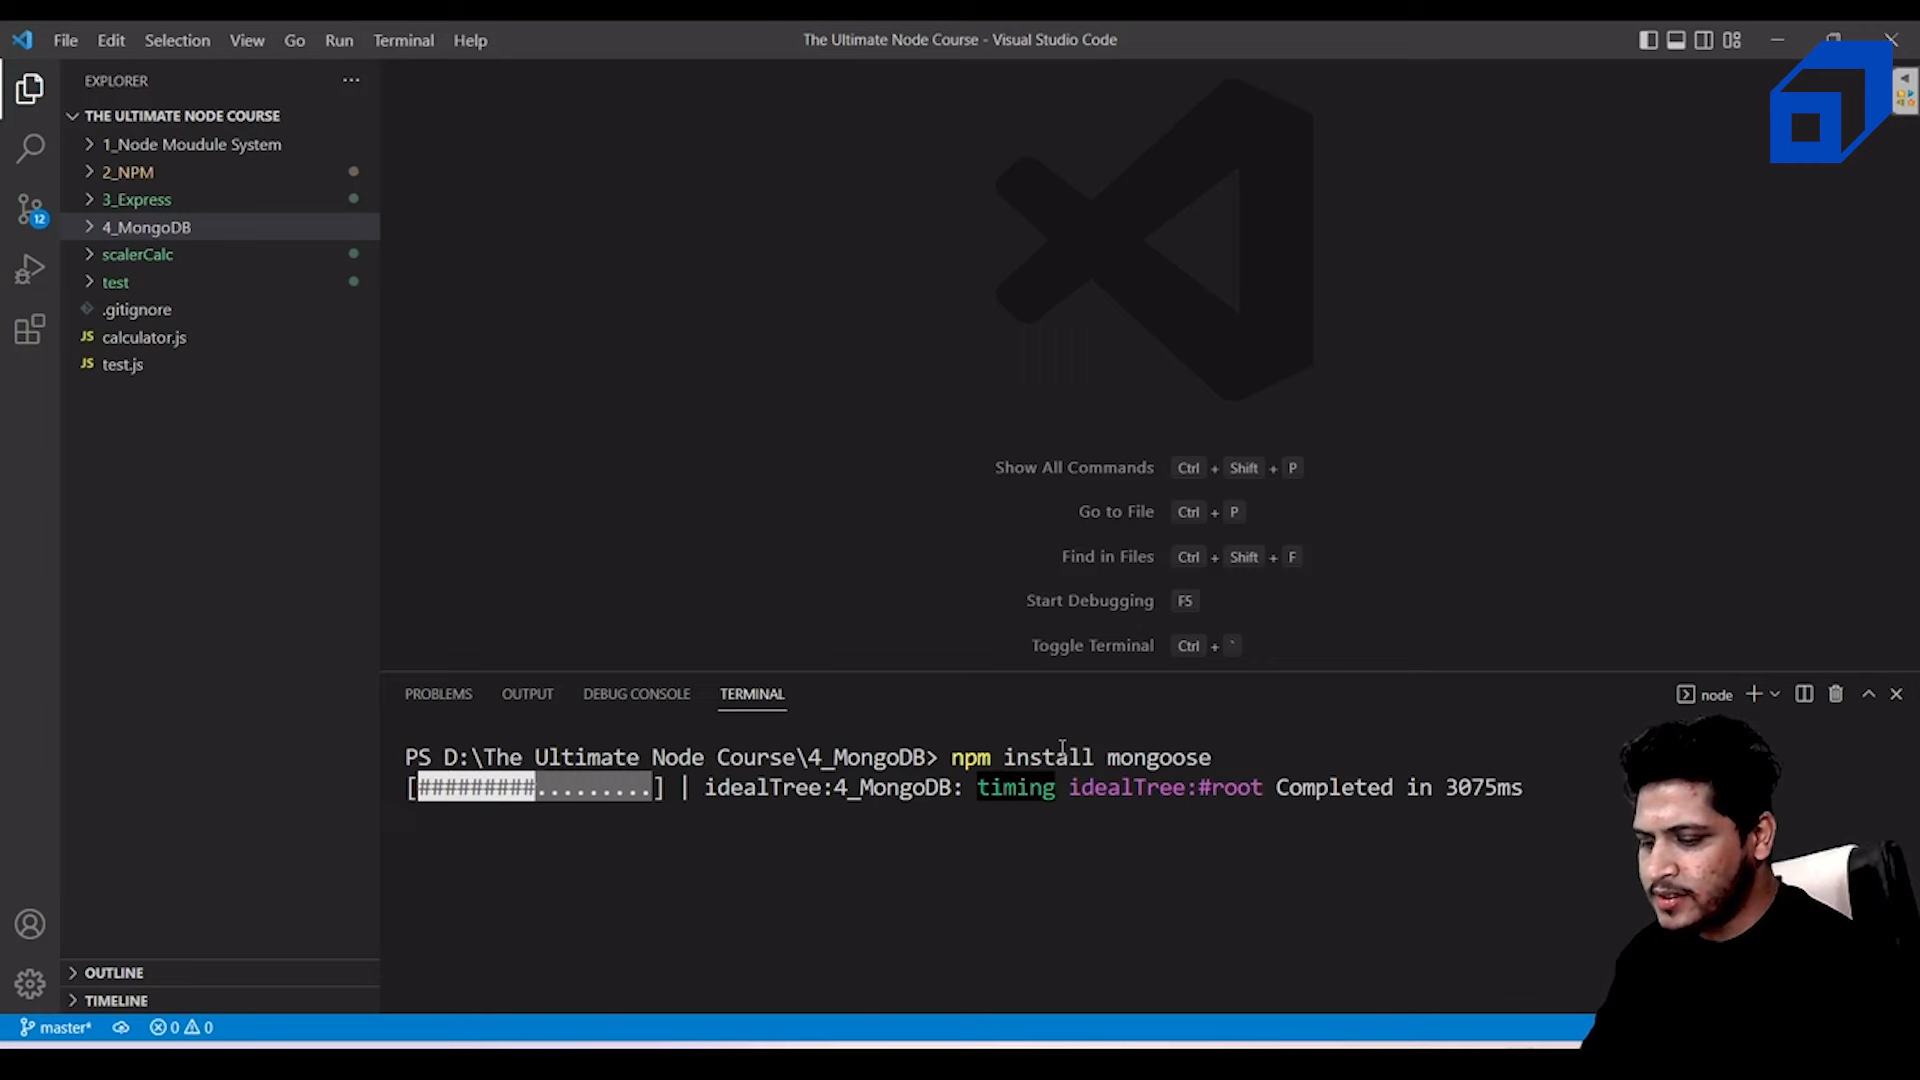 File Edit Selection View Go Run Terminal Help
The Ultimate Node Course - Visual Studio Code
EXPLORER
THE ULTIMATE NODE COURSE
1_Node Moudule System
2_NPM
3_Express
4_MongoDB
scalerCalc
test
.gitignore
JS calculator.js
JS test.js
12
Show All Commands Ctrl + Shift + P
Go to File Ctrl + P
Find in Files Ctrl + Shift + F
Start Debugging F5
Toggle Terminal Ctrl + `
PROBLEMS OUTPUT DEBUG CONSOLE TERMINAL
node
PS D:\The Ultimate Node Course\4_MongoDB> npm install mongoose
[#########.........] | idealTree:4_MongoDB: timing idealTree:#root Completed in 3075ms
OUTLINE
TIMELINE
master* 0 0